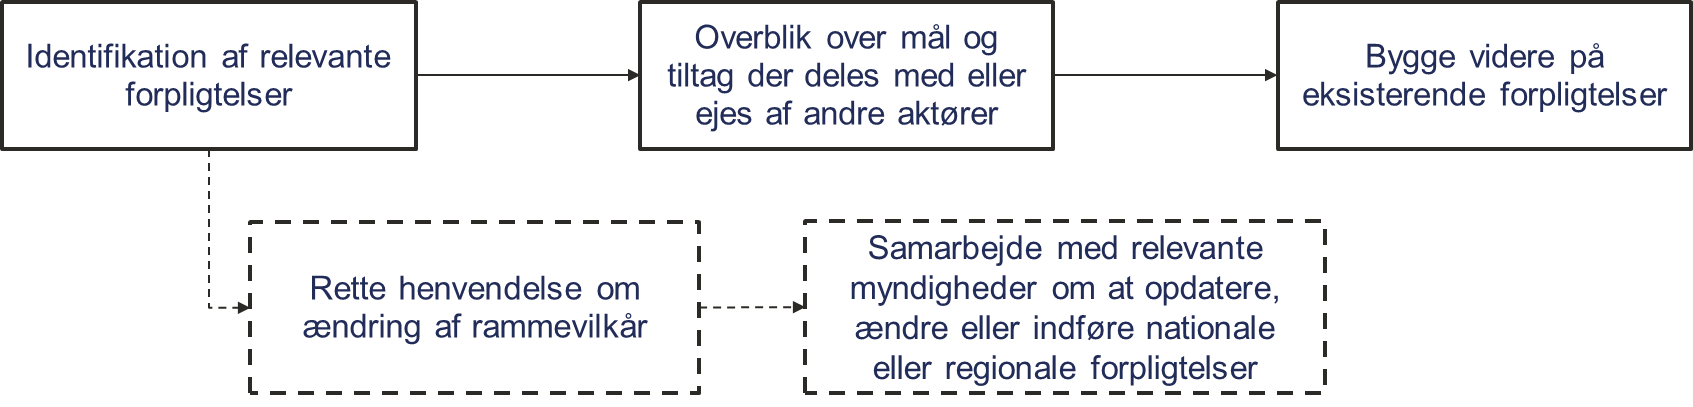 Identifikation af relevante
forpligtelser
Overblik over mål og
tiltag der deles med eller
ejes af andre aktører
Bygge videre på
eksisterende forpligtelser
Rette henvendelse om
ændring af rammevilkår
Samarbejde med relevante
myndigheder om at opdatere,
ændre eller indføre nationale
eller regionale forpligtelser